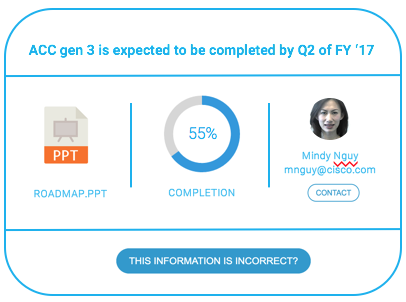 ACC gen 3 is expected to be completed by Q2 of FY ‘17
PPT
ROADMAP.PPT
55%
COMPLETION
Mindy Nguy
mnguy@cisco.com
CONTACT
THIS INFORMATION IS INCORRECT?